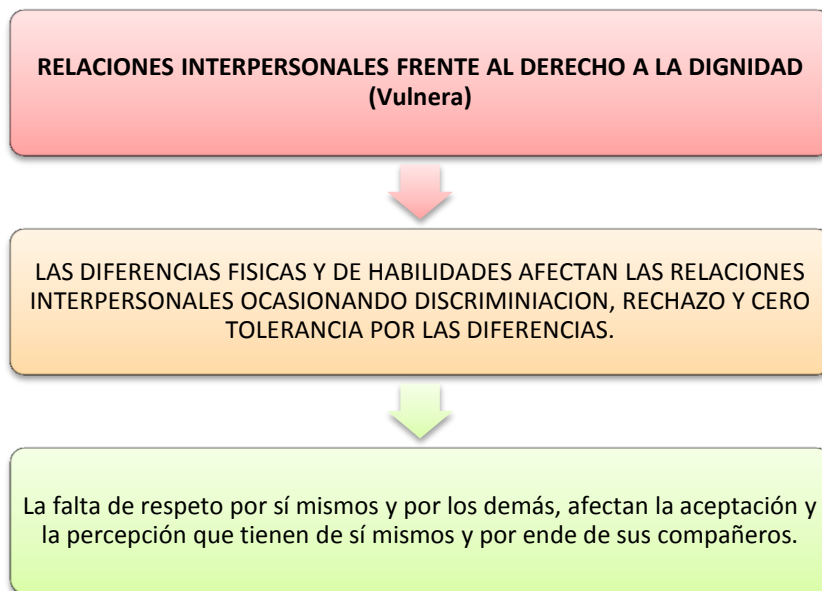 RELACIONES INTERPERSONALES FRENTE AL DERECHO A LA DIGNIDAD
(Vulnera)
LAS DIFERENCIAS FISICAS Y DE HABILIDADES AFECTAN LAS RELACIONES
INTERPERSONALES OCASIONANDO DISCRIMINIACION, RECHAZO Y CERO
TOLERANCIA POR LAS DIFERENCIAS.
La falta de respeto por sí mismos y por los demás, afectan la aceptación y
la percepción que tienen de sí mismos y por ende de sus compañeros.